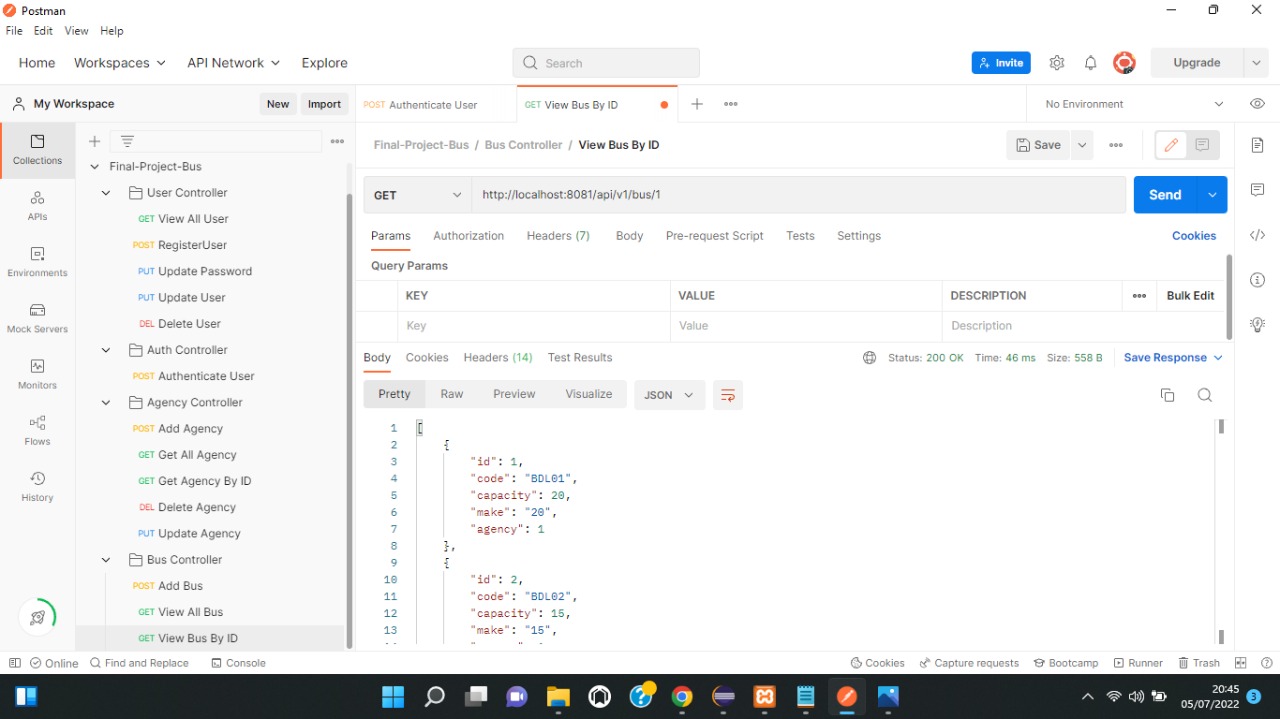 Postman
File Edit View Help
Home Workspaces API Network Explore Search Invite Upgrade
My Workspace New Import
POST Authenticate User GET View Bus By ID No Environment
Collections
APIs
Environments
Mock Servers
Monitors
Flows
History
Final-Project-Bus
User Controller
GET View All User
POST RegisterUser
PUT Update Password
PUT Update User
DEL Delete User
Auth Controller
POST Authenticate User
Agency Controller
POST Add Agency
GET Get All Agency
GET Get Agency By ID
DEL Delete Agency
PUT Update Agency
Bus Controller
POST Add Bus
GET View All Bus
GET View Bus By ID
Final-Project-Bus / Bus Controller / View Bus By ID Save
GET http://localhost:8081/api/v1/bus/1 Send
Params Authorization Headers (7) Body Pre-request Script Tests Settings Cookies
Query Params
KEY VALUE DESCRIPTION Bulk Edit
Key Value Description
Body Cookies Headers (14) Test Results Status: 200 OK Time: 46 ms Size: 558 B Save Response
Pretty Raw Preview Visualize JSON
1 [
2 {
3 "id": 1,
4 "code": "BDL01",
5 "capacity": 20,
6 "make": "20",
7 "agency": 1
8 },
9 {
10 "id": 2,
11 "code": "BDL02",
12 "capacity": 15,
13 "make": "15",
Online Find and Replace Console Cookies Capture requests Bootcamp Runner Trash
20:45
05/07/2022 3